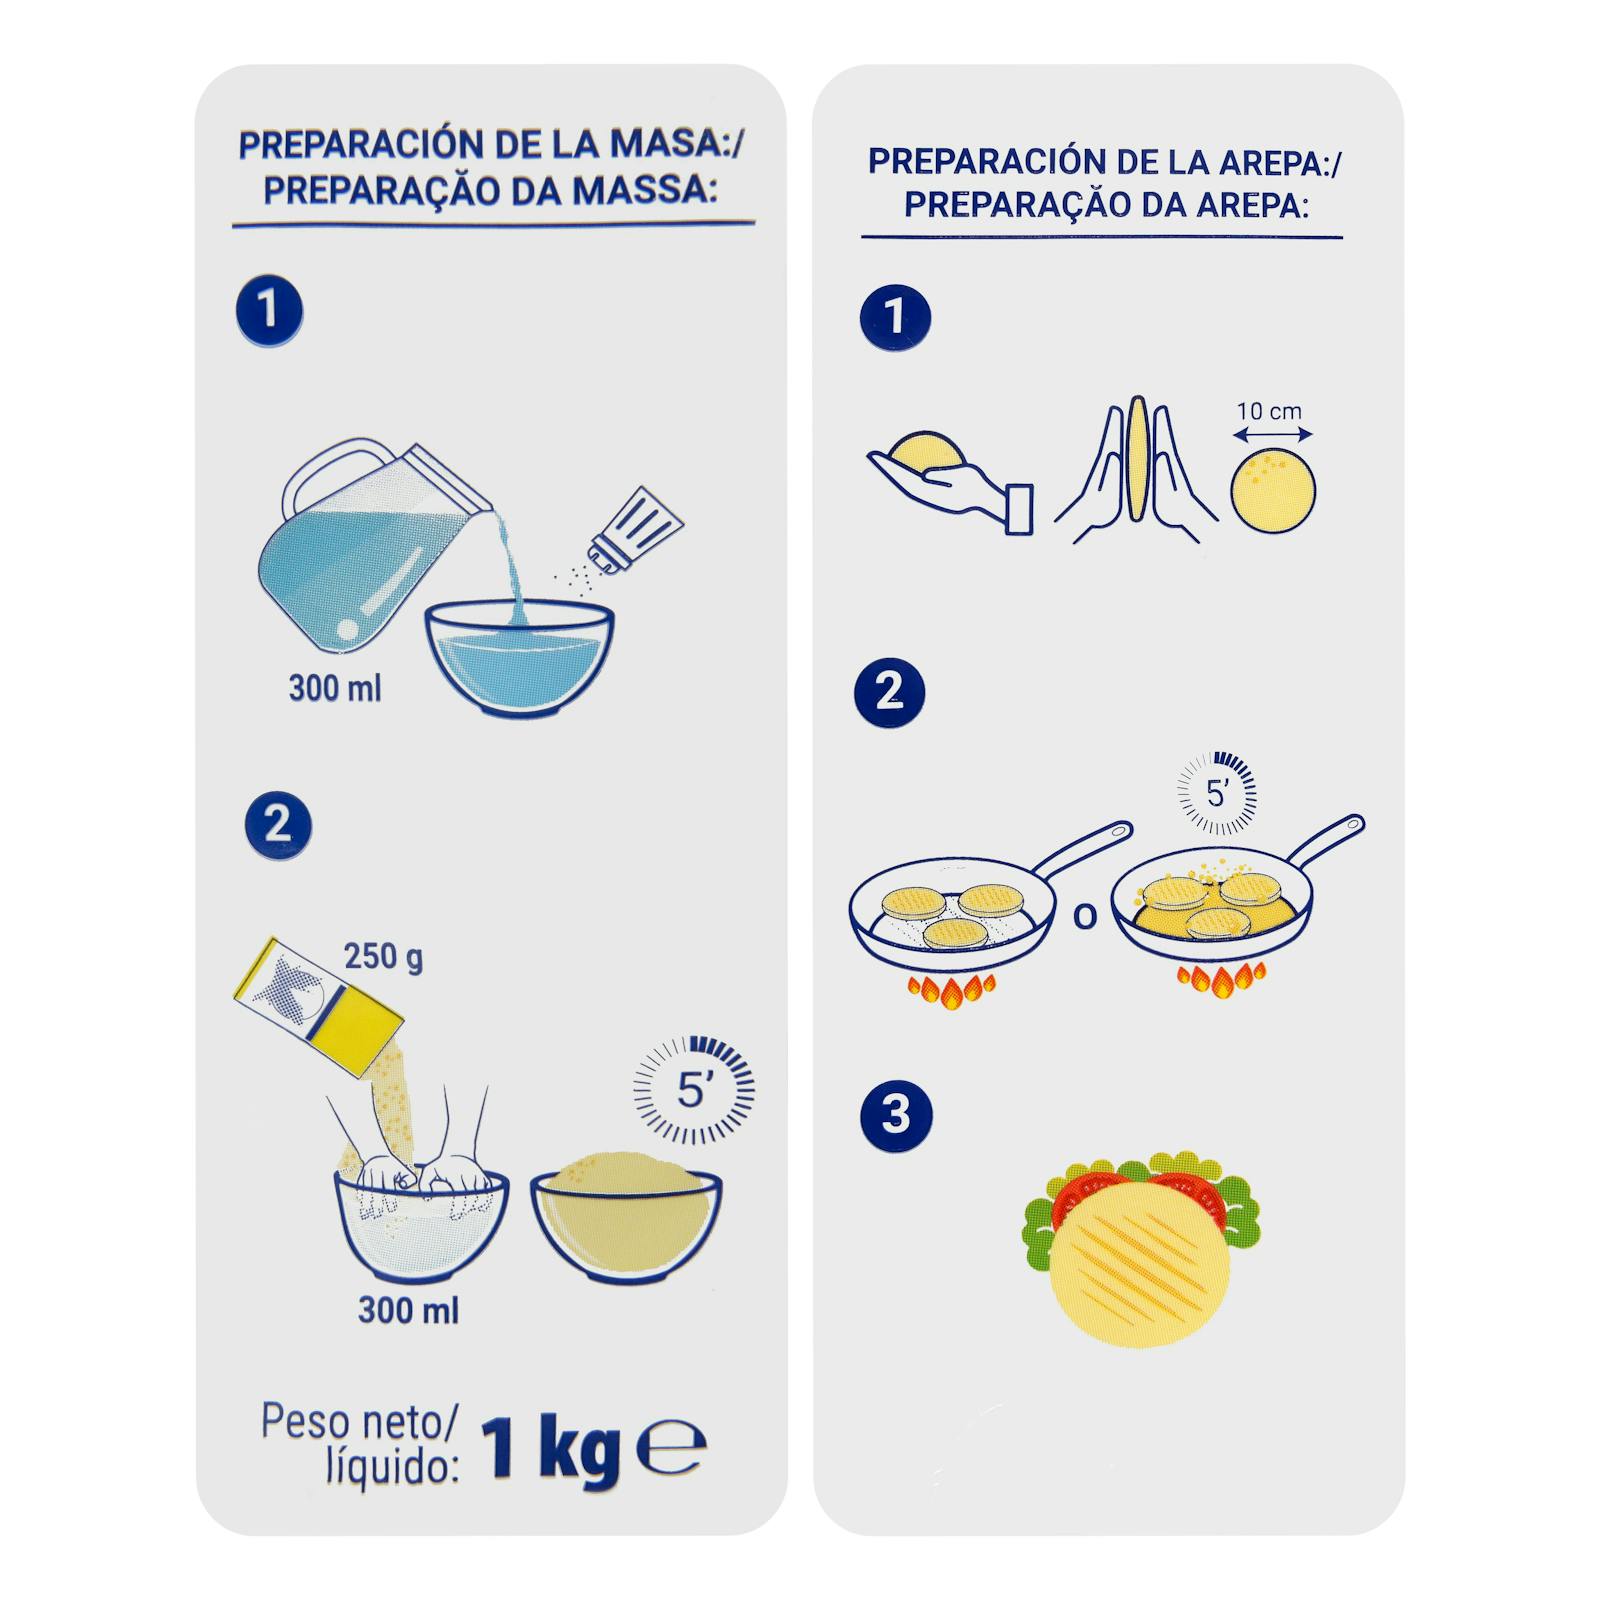 PREPARACIÓN DE LA MASA:/
PREPARAÇÃO DA MASSA:
1
300 ml
2
250 g
5'
300 ml
Peso neto/
líquido: 1 kg ℮
PREPARACIÓN DE LA AREPA:/
PREPARAÇÃO DA AREPA:
1
10 cm
2
5'
o
3